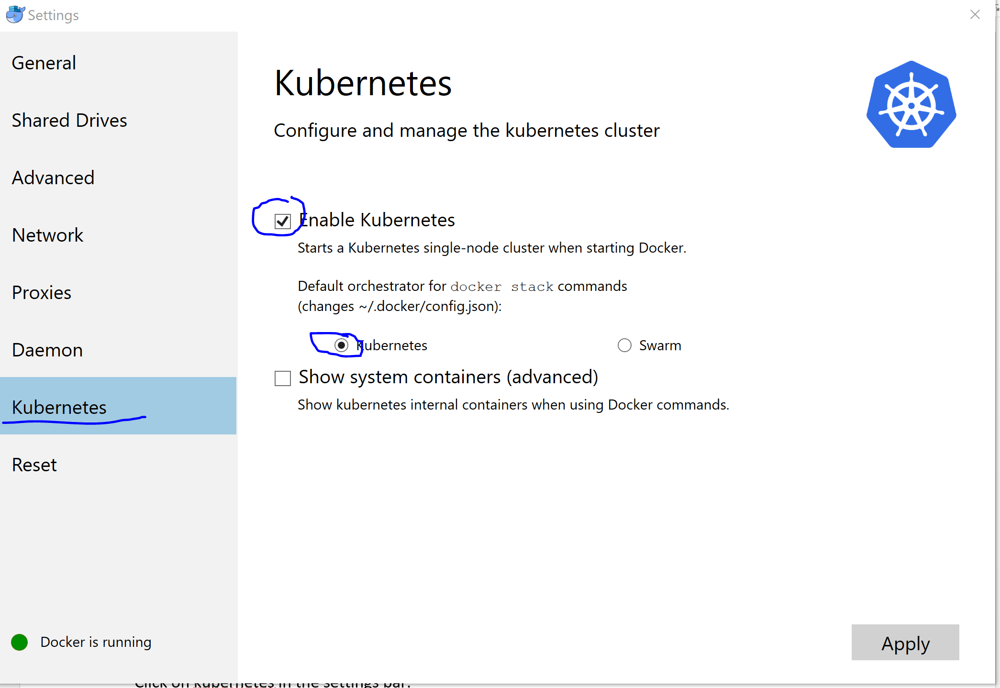 Settings
General
Shared Drives
Advanced
Network
Proxies
Daemon
Kubernetes
Reset
Docker is running
Kubernetes
Configure and manage the kubernetes cluster
Enable Kubernetes
Starts a Kubernetes single-node cluster when starting Docker.
Default orchestrator for docker stack commands
(changes ~/.docker/config.json):
Kubernetes
Swarm
Show system containers (advanced)
Show kubernetes internal containers when using Docker commands.
Apply
Click on kubernetes in the settings bar.